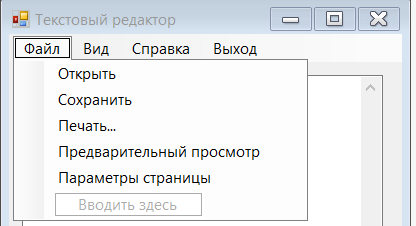 Текстовый редактор
Файл Вид Справка Выход
Открыть
Сохранить
Печать...
Предварительный просмотр
Параметры страницы
Вводить здесь